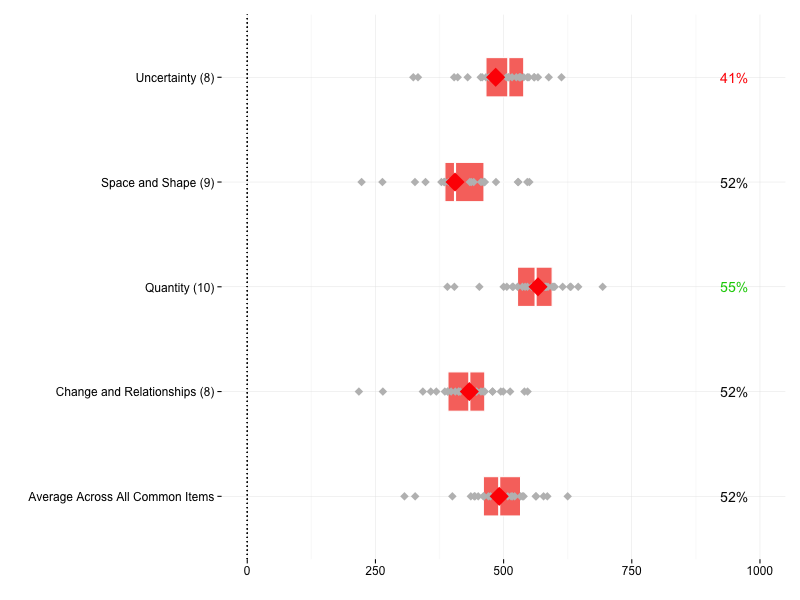 Uncertainty (8)
41%
Space and Shape (9)
52%
Quantity (10)
55%
Change and Relationships (8)
52%
Average Across All Common Items
52%
0 250 500 750 1000